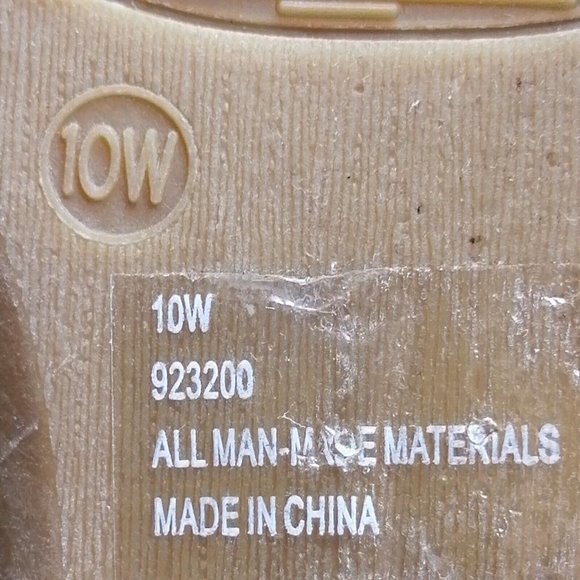 10W
10W
923200
ALL MAN-MADE MATERIALS
MADE IN CHINA